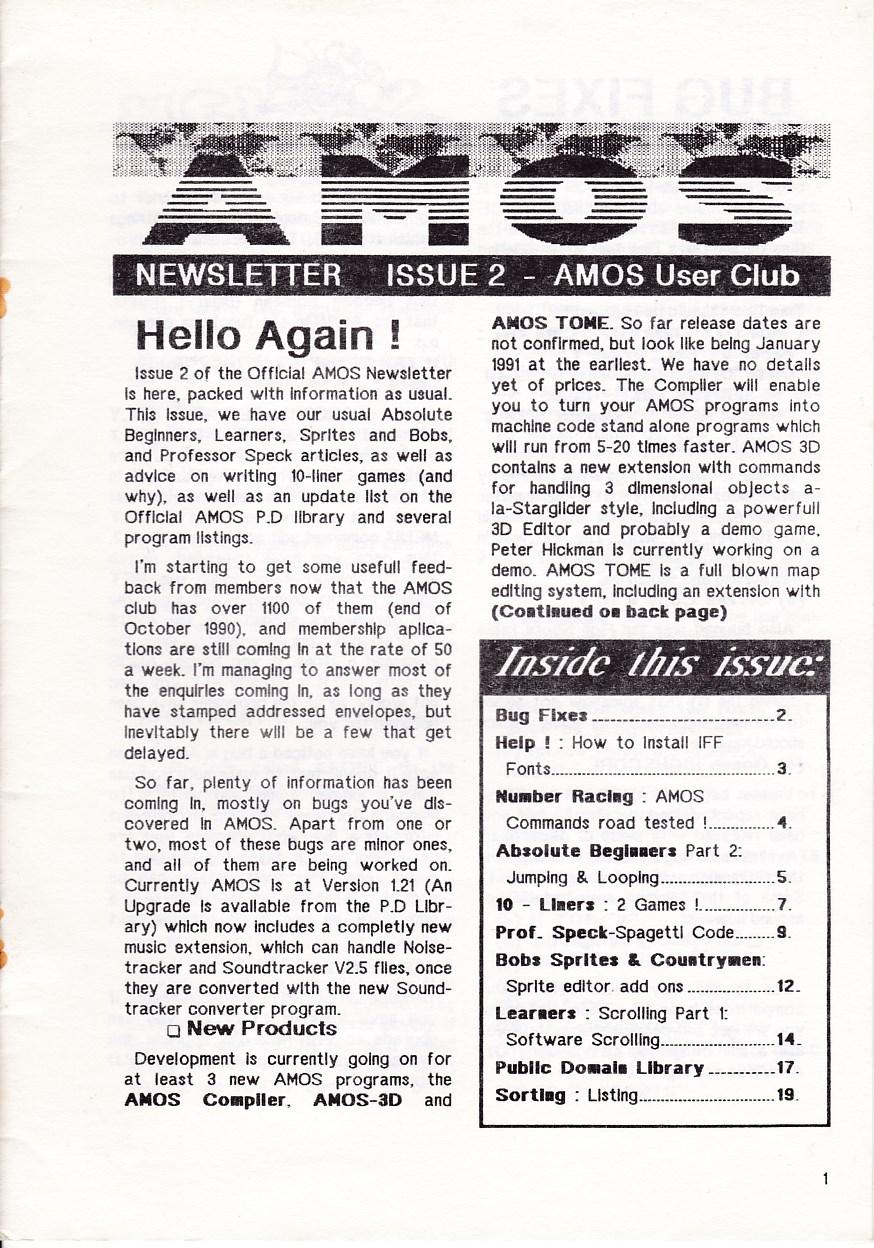 AMOS
NEWSLETTER ISSUE 2 - AMOS User Club
Hello Again !
Issue 2 of the Official AMOS Newsletter
is here, packed with information as usual.
This issue, we have our usual Absolute
Beginners, Learners, Sprites and Bobs,
and Professor Speck articles, as well as
advice on writing 10-liner games (and
why), as well as an update list on the
Official AMOS P.D library and several
program listings.
I'm starting to get some usefull feed-
back from members now that the AMOS
club has over 1100 of them (end of
October 1990), and membership aplica-
tions are still coming in at the rate of 50
a week. I'm managing to answer most of
the enquiries coming in, as long as they
have stamped addressed envelopes, but
inevitably there will be a few that get
delayed.
So far, plenty of information has been
coming in, mostly on bugs you've dis-
covered in AMOS. Apart from one or
two, most of these bugs are minor ones,
and all of them are being worked on.
Currently AMOS is at Version 1.21 (An
Upgrade is available from the P.D Libr-
ary) which now includes a completly new
music extension, which can handle Noise-
tracker and Soundtracker V2.5 files, once
they are converted with the new Sound-
tracker converter program.
❑ New Products
Development is currently going on for
at least 3 new AMOS programs, the
AMOS Compiler, AMOS-3D and
AMOS TOME. So far release dates are
not confirmed, but look like being January
1991 at the earliest. We have no details
yet of prices. The Compiler will enable
you to turn your AMOS programs into
machine code stand alone programs which
will run from 5-20 times faster. AMOS 3D
contains a new extension with commands
for handling 3 dimensional objects a-
la-Starglider style, including a powerfull
3D Editor and probably a demo game,
Peter Hickman is currently working on a
demo. AMOS TOME is a full blown map
editing system, including an extension with
(Continued on back page)
Inside this issue:
Bug Fixes..............................2.
Help ! : How to install IFF
Fonts.....................................3.
Number Racing : AMOS
Commands road tested !.............4.
Absolute Beginners Part 2:
Jumping & Looping...................5.
10 - Liners : 2 Games !..............7.
Prof. Speck-Spagetti Code........9.
Bobs Sprites & Countrymen:
Sprite editor add ons..................12.
Learners : Scrolling Part 1:
Software Scrolling......................14.
Public Domain Library...........17.
Sorting : Listing.........................19.
1